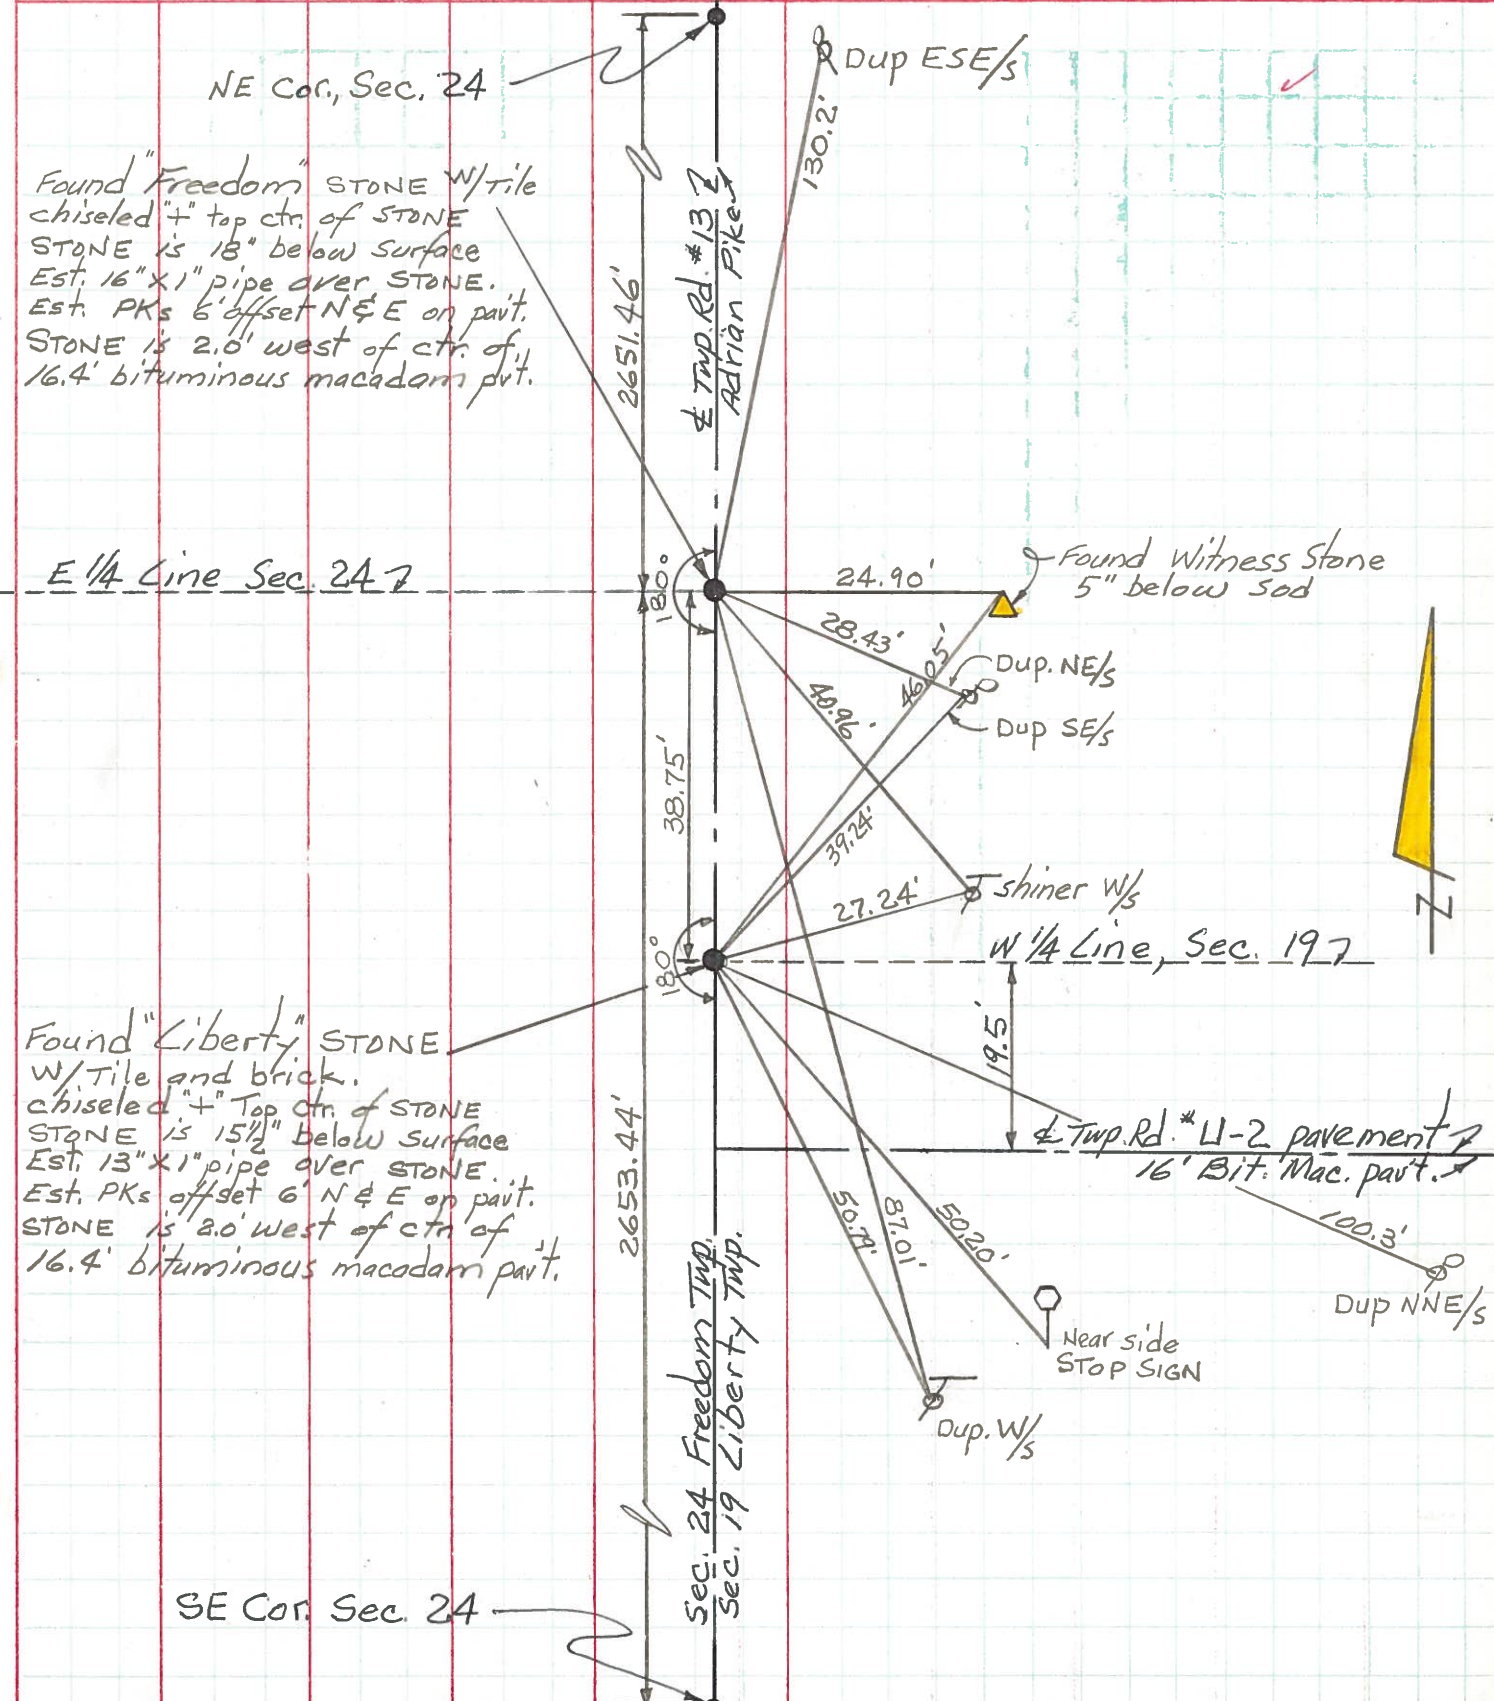 NE Cor., Sec. 24
Dup ESE/s
130.2'
Found "Freedom" STONE W/Tile
chiseled "+" top ctr. of STONE
STONE is 18" below surface
Est. 16"X1" pipe over STONE.
Est. PKs 6' offset N & E on pav't.
STONE is 2.0' west of ctr. of
16.4' bituminous macadam pvt.
2651.46'
℄ Twp. Rd. #13
Adrian Pike
E 1/4 Line Sec. 24
180°
24.90'
Found Witness Stone
5" below sod
28.43'
46.05'
Dup. NE/s
Dup SE/s
40.96'
38.75'
39.24'
27.24'
shiner W/s
W 1/4 Line, Sec. 19
180°
19.5'
N
Found "Liberty" STONE
W/Tile and brick.
chiseled "+" Top ctr. of STONE
STONE is 15 1/2" below surface
Est. 13"X1" pipe over STONE.
Est. PKs offset 6' N & E on pav't.
STONE is 2.0' west of ctr of
16.4' bituminous macadam pav't.
2653.44'
℄ Twp. Rd. # U-2 pavement
16' Bit. Mac. pav't.
50.79'
87.01'
50.20'
100.3'
Dup NNE/s
Near side
STOP SIGN
Dup. W/s
Sec. 24 Freedom Twp.
Sec. 19 Liberty Twp.
SE Cor. Sec. 24